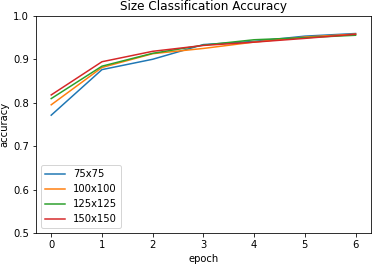 Size Classification Accuracy
1.0
0.9
0.8
0.7
0.6
0.5
accuracy
75x75
100x100
125x125
150x150
0 1 2 3 4 5 6
epoch